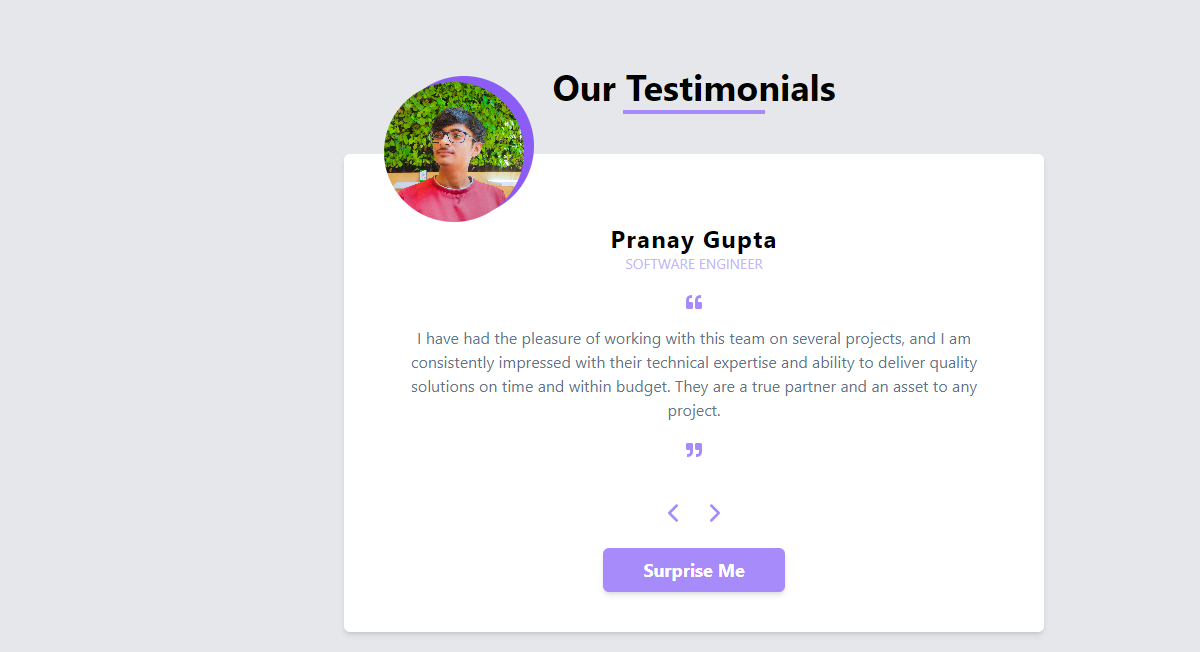 Our Testimonials
Pranay Gupta
SOFTWARE ENGINEER
“
I have had the pleasure of working with this team on several projects, and I am
consistently impressed with their technical expertise and ability to deliver quality
solutions on time and within budget. They are a true partner and an asset to any
project.
”
Surprise Me